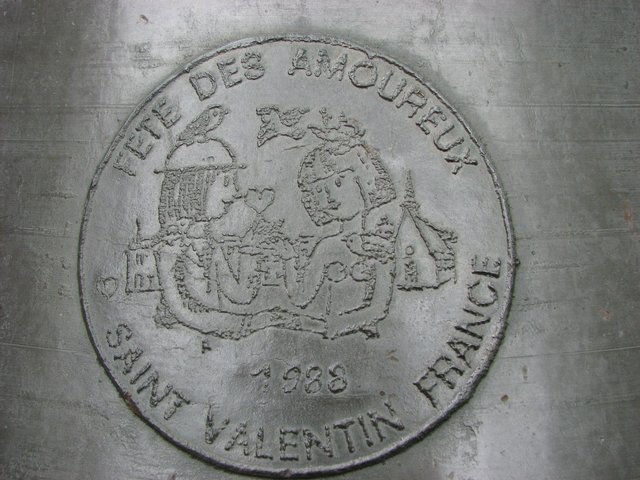 FETE DES AMOUREUX
1988
SAINT VALENTIN FRANCE